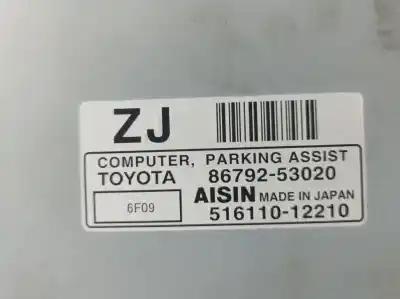 ZJ
COMPUTER, PARKING ASSIST
TOYOTA 86792-53020
6F09 AISIN MADE IN JAPAN
516110-12210